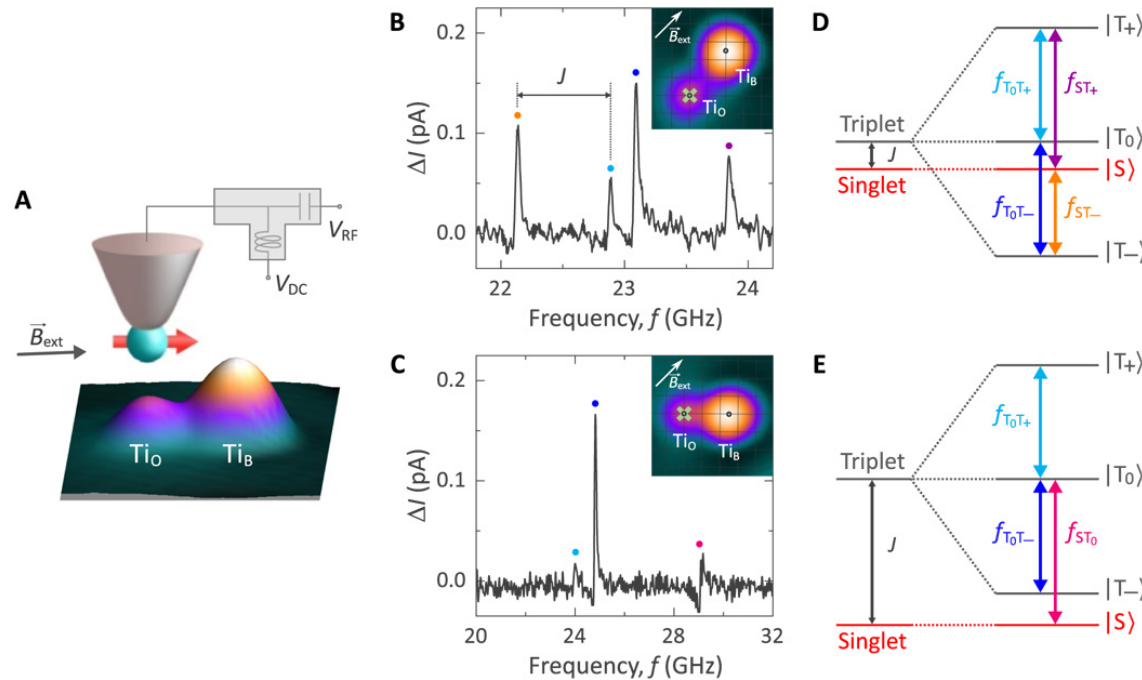 A
V_RF
V_DC
B_ext
Ti_O
Ti_B
B
0.2
0.1
0.0
ΔI (pA)
J
B_ext
Ti_B
Ti_O
22
23
24
Frequency, f (GHz)
C
0.2
0.1
0.0
ΔI (pA)
B_ext
Ti_O
Ti_B
20
24
28
32
Frequency, f (GHz)
D
|T+⟩
f_T0T+
f_ST+
Triplet
|T0⟩
J
|S⟩
Singlet
f_T0T−
f_ST−
|T−⟩
E
|T+⟩
f_T0T+
Triplet
|T0⟩
J
f_T0T−
f_ST0
|T−⟩
|S⟩
Singlet